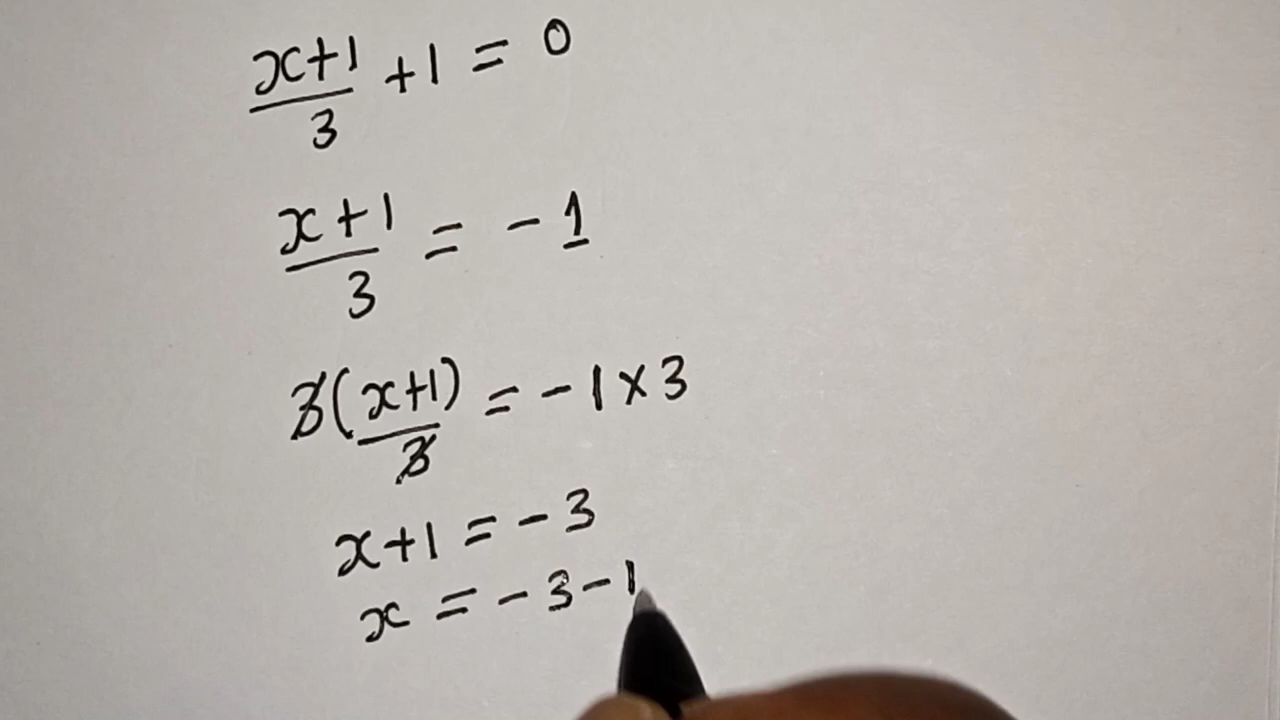 x+1/3 +1 = 0
x+1/3 = -1
3(x+1)/3 = -1×3
x+1 = -3
x = -3-1